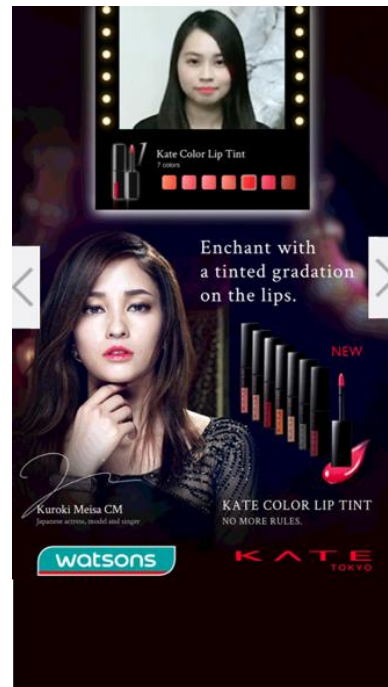 Kate Color Lip Tint
7 colors
Enchant with
a tinted gradation
on the lips.
NEW
Kuroki Meisa CM
Japanese actress, model and singer
KATE COLOR LIP TINT
NO MORE RULES.
watsons
KATE
TOKYO